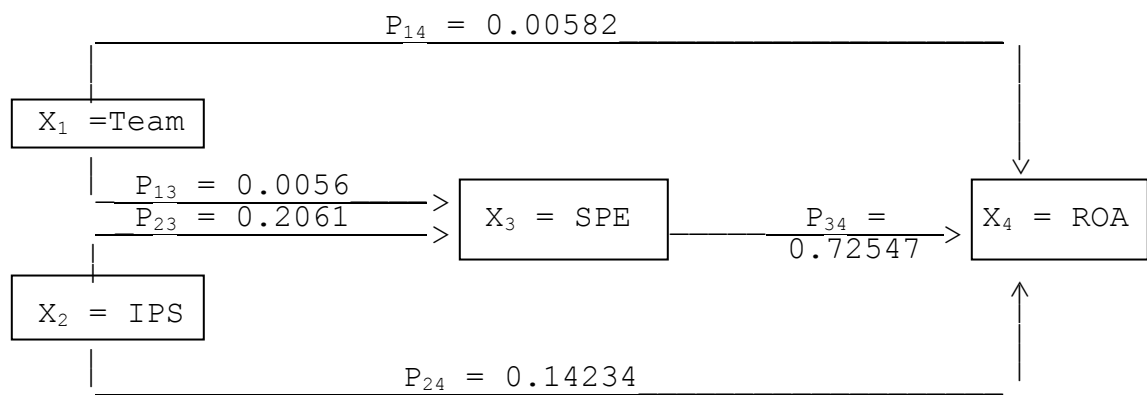 P₁₄ = 0.00582
X₁ =Team
P₁₃ = 0.0056
P₂₃ = 0.2061
X₃ = SPE
P₃₄ =
0.72547
X₄ = ROA
X₂ = IPS
P₂₄ = 0.14234